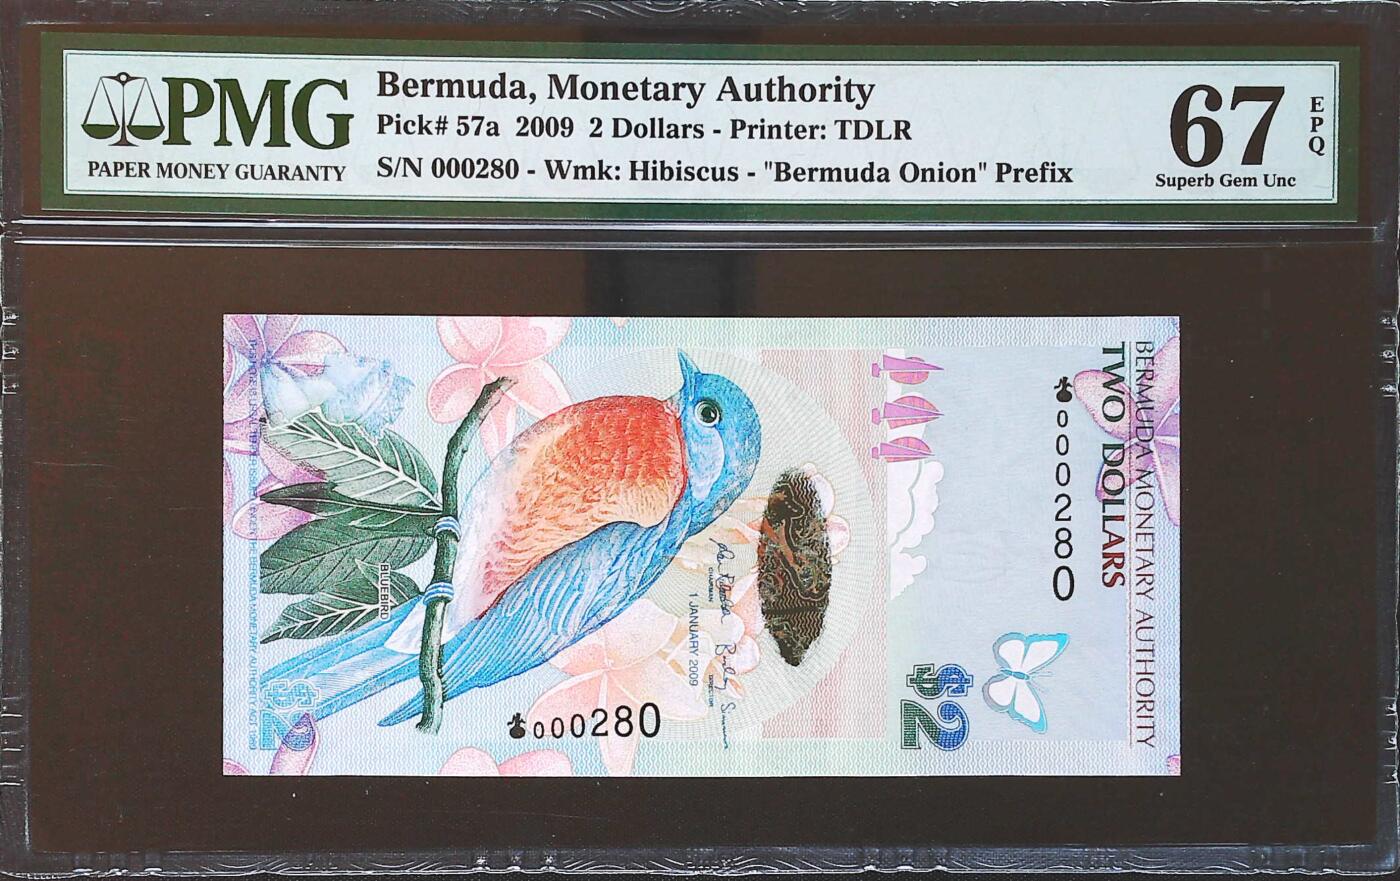 PMG
PAPER MONEY GUARANTY
Bermuda, Monetary Authority
Pick# 57a 2009 2 Dollars - Printer: TDLR
S/N 000280 - Wmk: Hibiscus - "Bermuda Onion" Prefix
67
EPQ
Superb Gem Unc
BERMUDA MONETARY AUTHORITY
TWO DOLLARS
000280
$2
CHAIRMAN
DIRECTOR
1 JANUARY 2009
000280
BLUEBIRD
$2